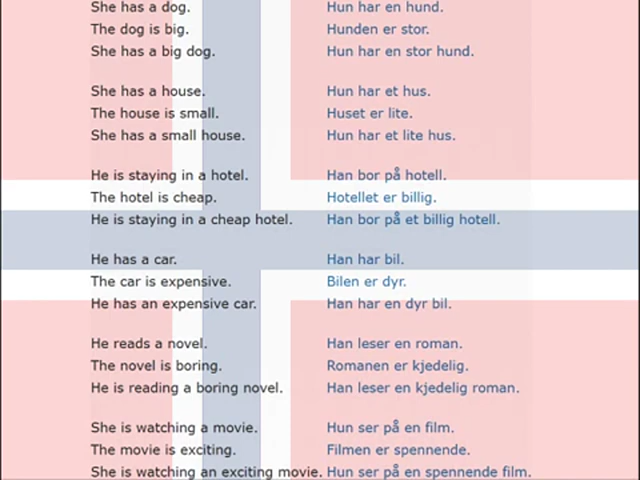 She has a dog. Hun har en hund.
The dog is big. Hunden er stor.
She has a big dog. Hun har en stor hund.
She has a house. Hun har et hus.
The house is small. Huset er lite.
She has a small house. Hun har et lite hus.
He is staying in a hotel. Han bor på hotell.
The hotel is cheap. Hotellet er billig.
He is staying in a cheap hotel. Han bor på et billig hotell.
He has a car. Han har bil.
The car is expensive. Bilen er dyr.
He has an expensive car. Han har en dyr bil.
He reads a novel. Han leser en roman.
The novel is boring. Romanen er kjedelig.
He is reading a boring novel. Han leser en kjedelig roman.
She is watching a movie. Hun ser på en film.
The movie is exciting. Filmen er spennende.
She is watching an exciting movie. Hun ser på en spennende film.